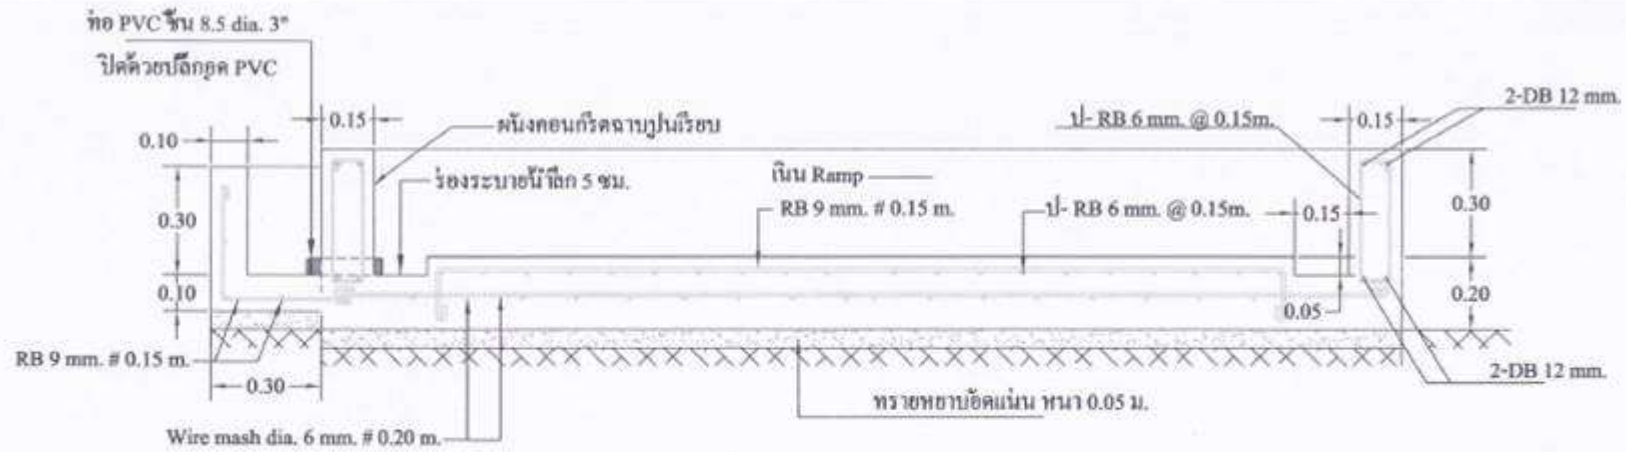 ท่อ PVC ชั้น 8.5 dia. 3"
ปิดด้วยปลั๊กอุด PVC
0.10
0.15
ผนังคอนกรีตฉาบปูนเรียบ
ร่องระบายน้ำลึก 5 ซม.
เนิน Ramp
RB 9 mm. # 0.15 m.
ป- RB 6 mm. @ 0.15m.
ป- RB 6 mm. @ 0.15m.
0.15
2-DB 12 mm.
0.15
0.30
0.30
0.10
0.05
0.20
RB 9 mm. # 0.15 m.
0.30
2-DB 12 mm.
ทรายหยาบอัดแน่น หนา 0.05 ม.
Wire mash dia. 6 mm. # 0.20 m.